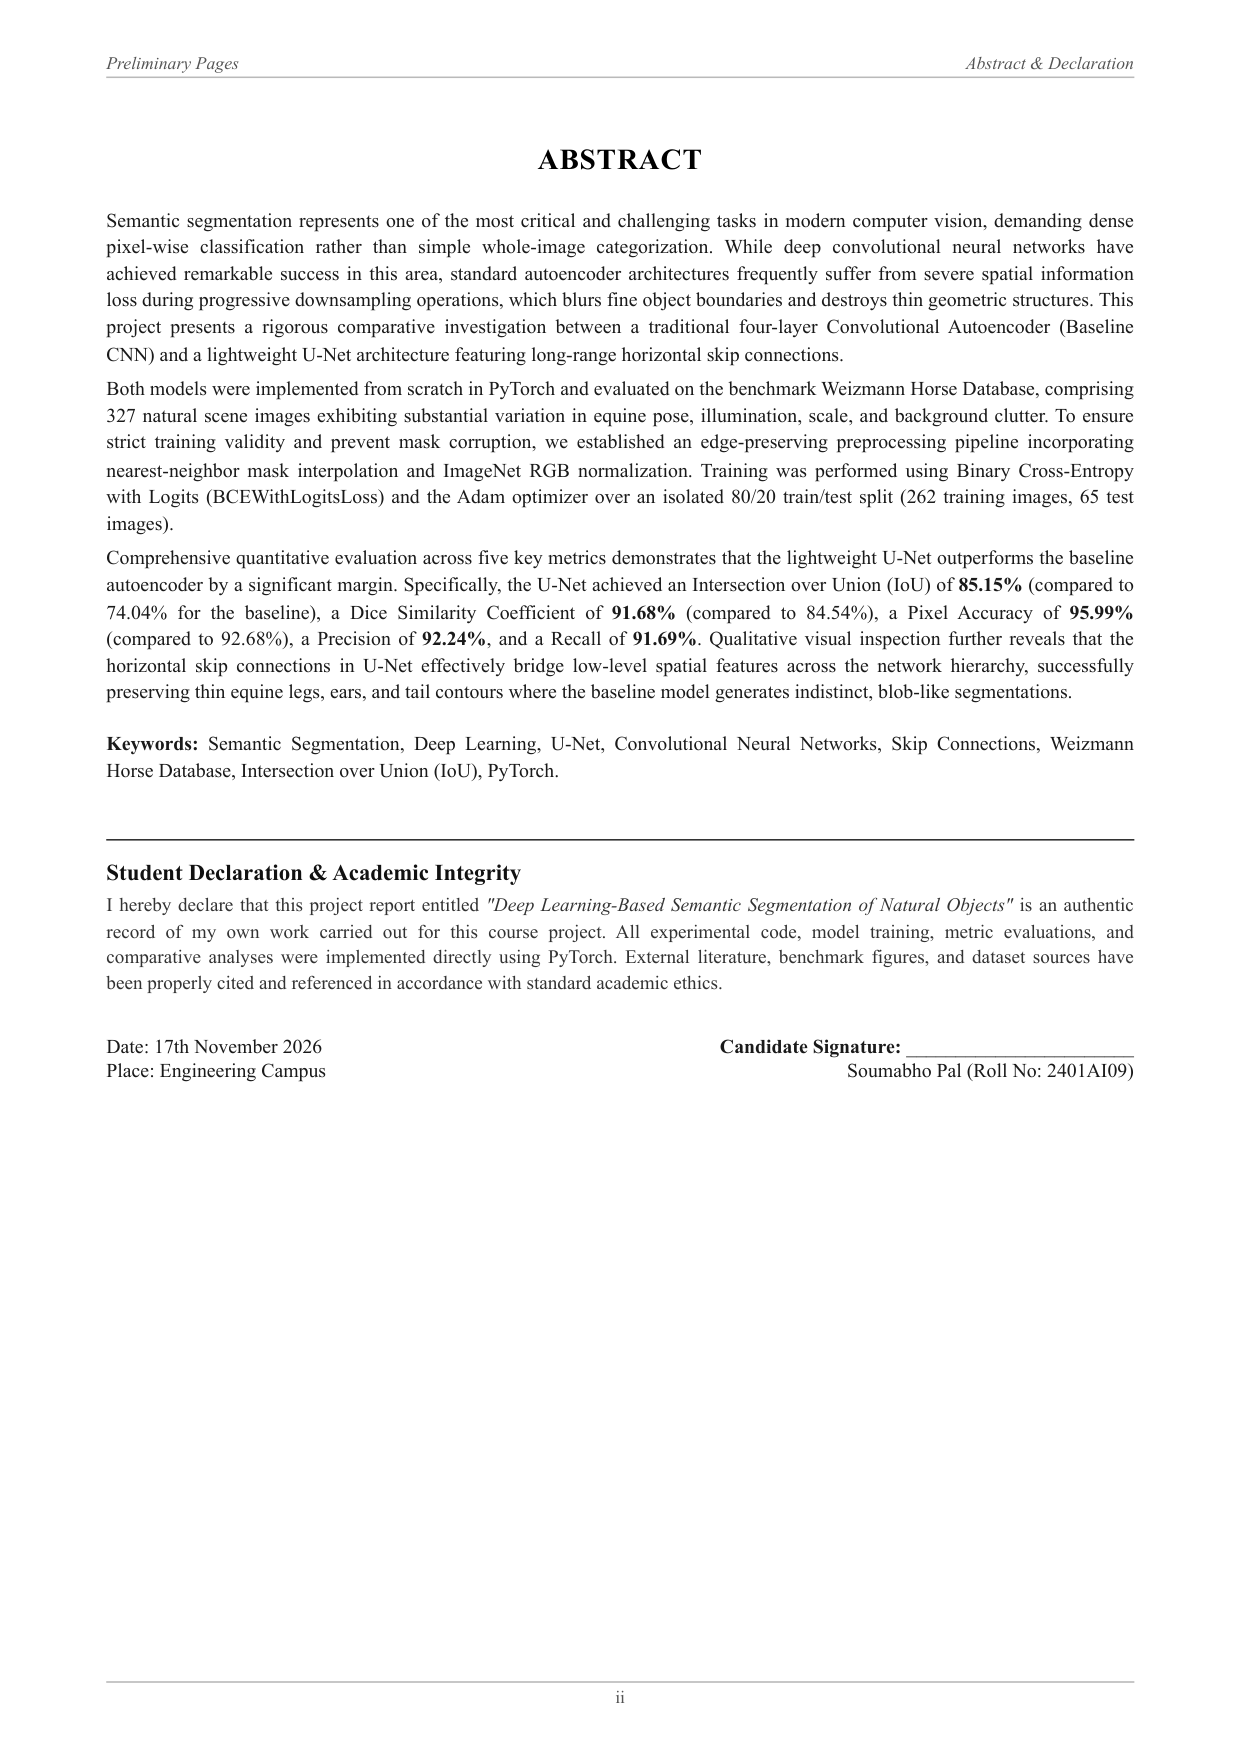 Preliminary Pages
Abstract & Declaration
ABSTRACT
Semantic segmentation represents one of the most critical and challenging tasks in modern computer vision, demanding dense
pixel-wise classification rather than simple whole-image categorization. While deep convolutional neural networks have
achieved remarkable success in this area, standard autoencoder architectures frequently suffer from severe spatial information
loss during progressive downsampling operations, which blurs fine object boundaries and destroys thin geometric structures. This
project presents a rigorous comparative investigation between a traditional four-layer Convolutional Autoencoder (Baseline
CNN) and a lightweight U-Net architecture featuring long-range horizontal skip connections.
Both models were implemented from scratch in PyTorch and evaluated on the benchmark Weizmann Horse Database, comprising
327 natural scene images exhibiting substantial variation in equine pose, illumination, scale, and background clutter. To ensure
strict training validity and prevent mask corruption, we established an edge-preserving preprocessing pipeline incorporating
nearest-neighbor mask interpolation and ImageNet RGB normalization. Training was performed using Binary Cross-Entropy
with Logits (BCEWithLogitsLoss) and the Adam optimizer over an isolated 80/20 train/test split (262 training images, 65 test
images).
Comprehensive quantitative evaluation across five key metrics demonstrates that the lightweight U-Net outperforms the baseline
autoencoder by a significant margin. Specifically, the U-Net achieved an Intersection over Union (IoU) of 85.15% (compared to
74.04% for the baseline), a Dice Similarity Coefficient of 91.68% (compared to 84.54%), a Pixel Accuracy of 95.99%
(compared to 92.68%), a Precision of 92.24%, and a Recall of 91.69%. Qualitative visual inspection further reveals that the
horizontal skip connections in U-Net effectively bridge low-level spatial features across the network hierarchy, successfully
preserving thin equine legs, ears, and tail contours where the baseline model generates indistinct, blob-like segmentations.
Keywords: Semantic Segmentation, Deep Learning, U-Net, Convolutional Neural Networks, Skip Connections, Weizmann
Horse Database, Intersection over Union (IoU), PyTorch.
Student Declaration & Academic Integrity
I hereby declare that this project report entitled "Deep Learning-Based Semantic Segmentation of Natural Objects" is an authentic
record of my own work carried out for this course project. All experimental code, model training, metric evaluations, and
comparative analyses were implemented directly using PyTorch. External literature, benchmark figures, and dataset sources have
been properly cited and referenced in accordance with standard academic ethics.
Date: 17th November 2026
Place: Engineering Campus
Candidate Signature: ________________________
Soumabho Pal (Roll No: 2401AI09)
ii